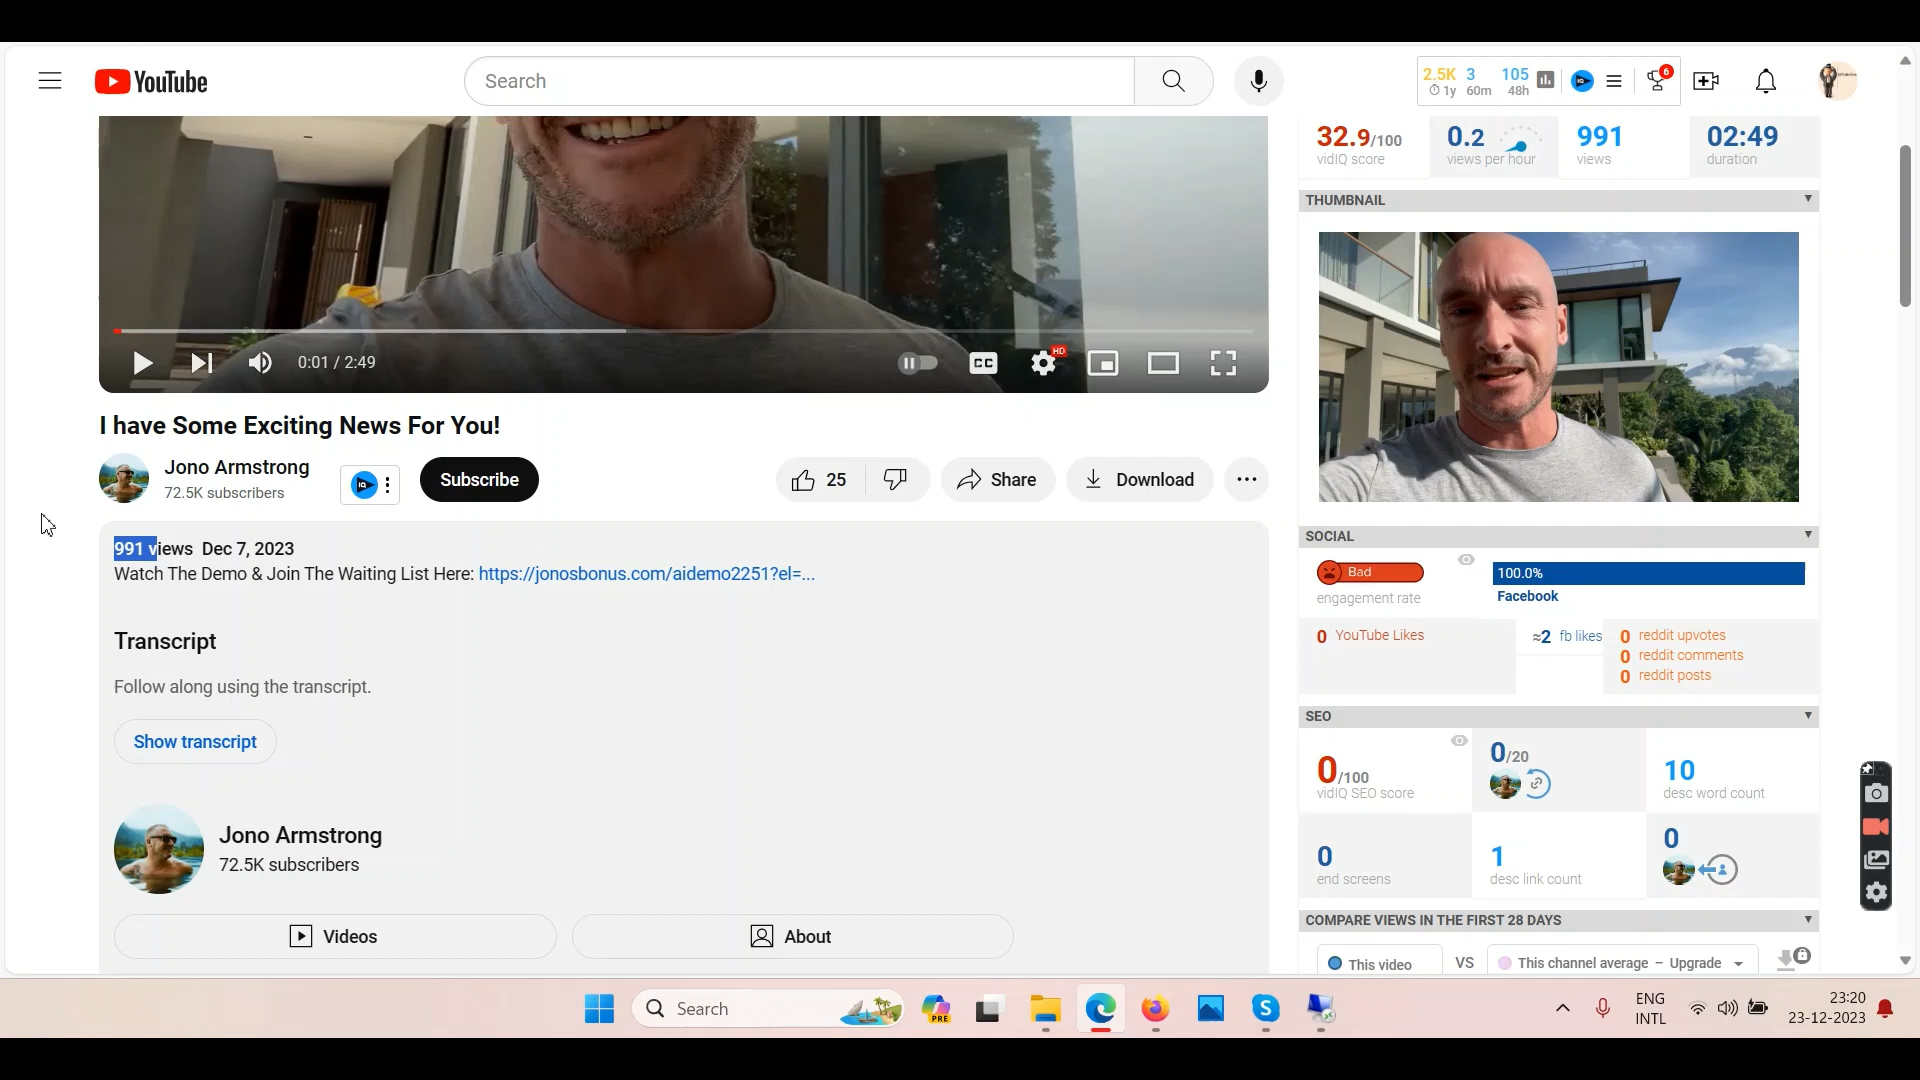 YouTube
Search
2.5K 3 105
1y 60m 48h
6
32.9/100
vidIQ score
0.2
views per hour
991
views
02:49
duration
THUMBNAIL
0:01 / 2:49
CC
HD
I have Some Exciting News For You!
Jono Armstrong
72.5K subscribers
IQ
Subscribe
25
Share
Download
991 views Dec 7, 2023
Watch The Demo & Join The Waiting List Here: https://jonosbonus.com/aidemo2251?el=...
Transcript
Follow along using the transcript.
Show transcript
Jono Armstrong
72.5K subscribers
Videos
About
SOCIAL
Bad
engagement rate
100.0%
Facebook
0 YouTube Likes
≈2 fb likes
0 reddit upvotes
0 reddit comments
0 reddit posts
SEO
0/100
vidIQ SEO score
0/20
10
desc word count
0
end screens
1
desc link count
0
COMPARE VIEWS IN THE FIRST 28 DAYS
This video
VS
This channel average – Upgrade
Search
PRE
ENG
INTL
23:20
23-12-2023